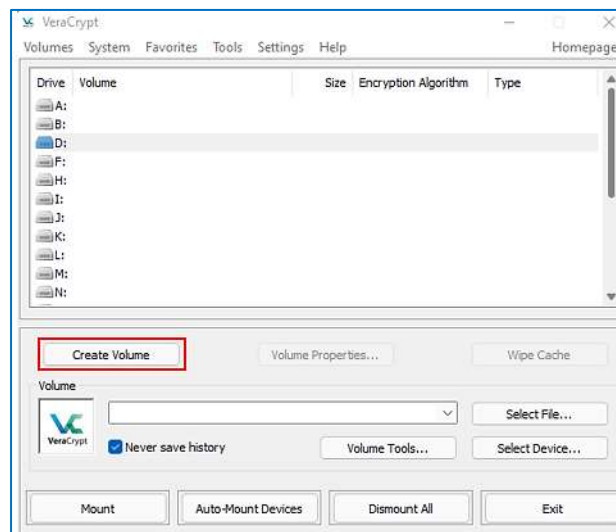 VeraCrypt
Volumes System Favorites Tools Settings Help Homepage
Drive Volume Size Encryption Algorithm Type
A:
B:
D:
F:
H:
I:
J:
K:
L:
M:
N:
Create Volume Volume Properties... Wipe Cache
Volume
Select File...
VeraCrypt
Never save history Volume Tools... Select Device...
Mount Auto-Mount Devices Dismount All Exit